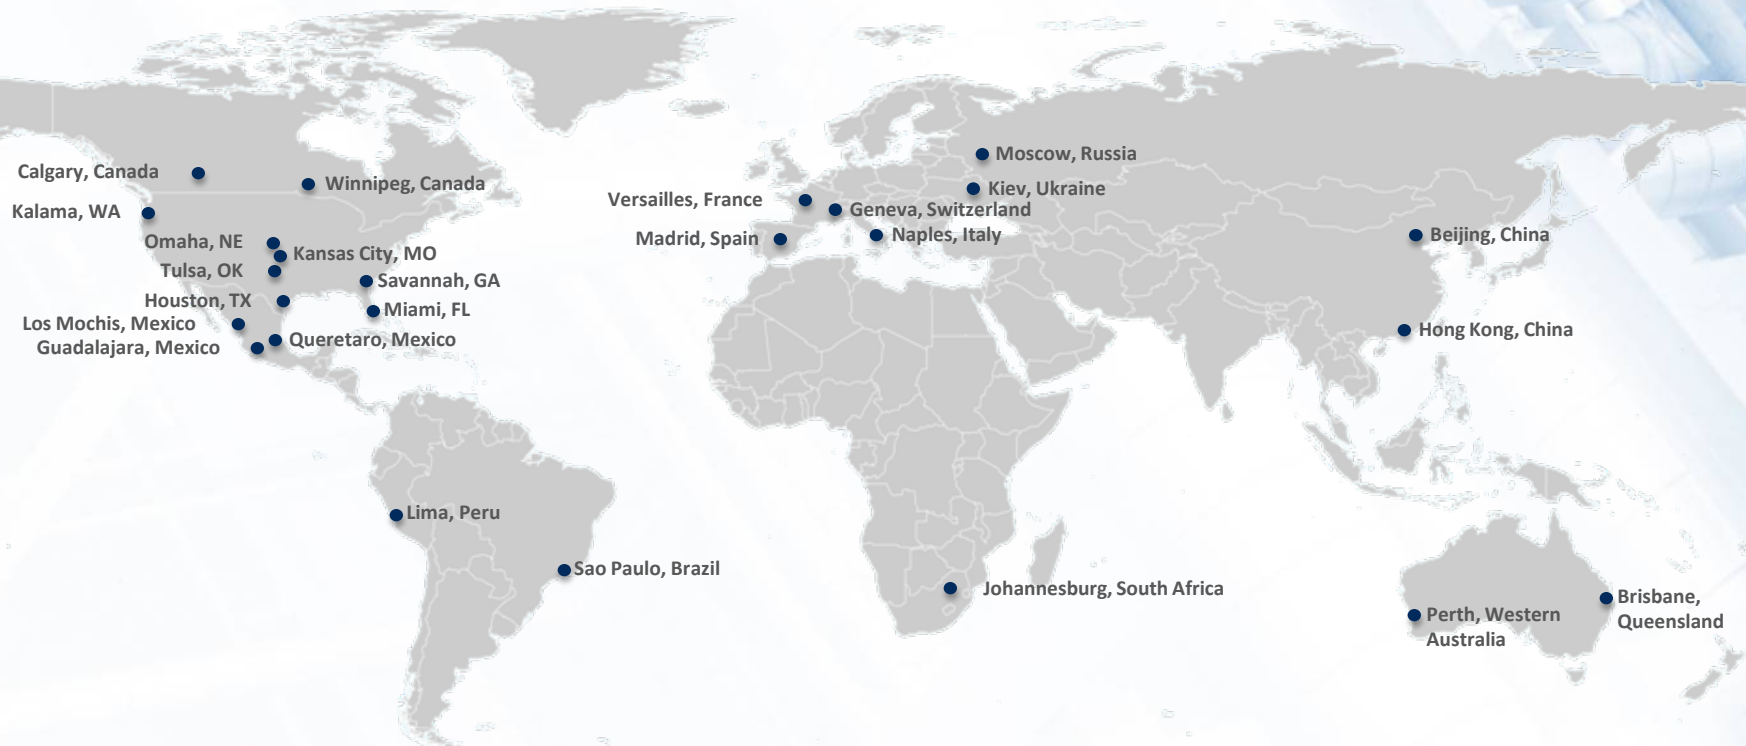 Calgary, Canada
Winnipeg, Canada
Kalama, WA
Omaha, NE
Kansas City, MO
Tulsa, OK
Savannah, GA
Houston, TX
Miami, FL
Los Mochis, Mexico
Queretaro, Mexico
Guadalajara, Mexico
Lima, Peru
Sao Paulo, Brazil
Moscow, Russia
Kiev, Ukraine
Versailles, France
Geneva, Switzerland
Madrid, Spain
Naples, Italy
Johannesburg, South Africa
Beijing, China
Hong Kong, China
Perth, Western
Australia
Brisbane,
Queensland